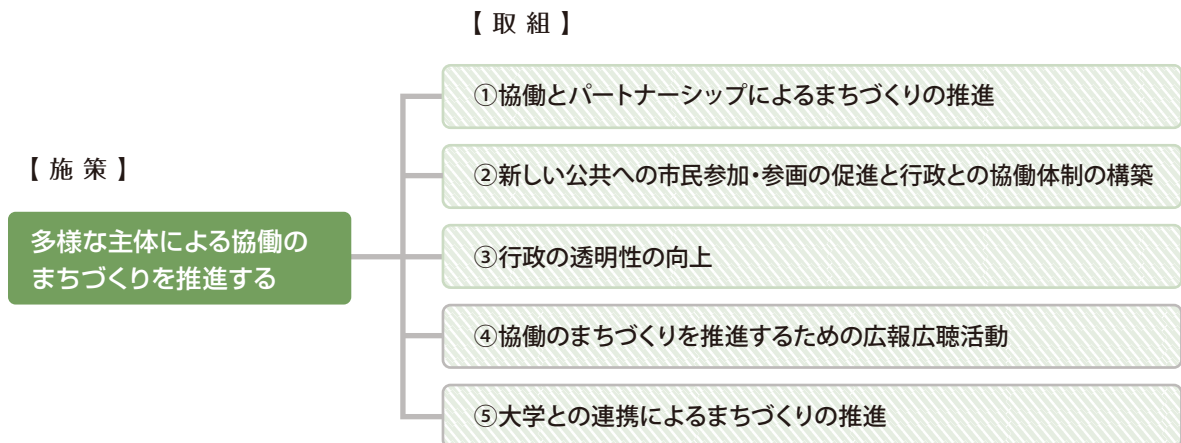 【 取 組 】
①協働とパートナーシップによるまちづくりの推進
②新しい公共への市民参加・参画の促進と行政との協働体制の構築
【 施 策 】
多様な主体による協働の
まちづくりを推進する
③行政の透明性の向上
④協働のまちづくりを推進するための広報広聴活動
⑤大学との連携によるまちづくりの推進